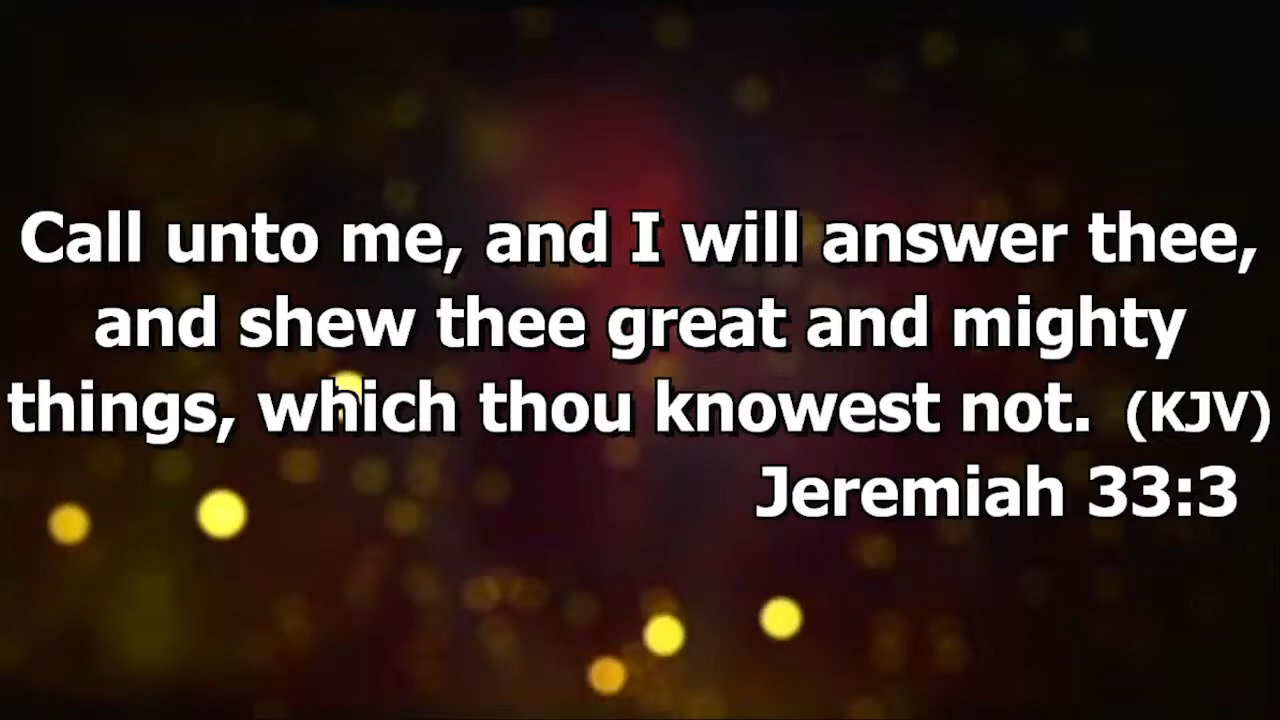 Call unto me, and I will answer thee,
and shew thee great and mighty
things, which thou knowest not. (KJV)
Jeremiah 33:3